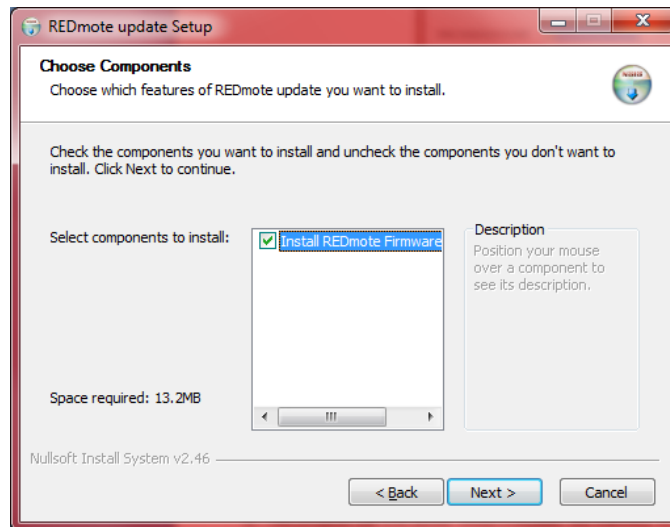 REDmote update Setup
Choose Components
Choose which features of REDmote update you want to install.
Check the components you want to install and uncheck the components you don't want to
install. Click Next to continue.
Select components to install:
Install REDmote Firmware
Description
Position your mouse
over a component to
see its description.
Space required: 13.2MB
Nullsoft Install System v2.46
< Back
Next >
Cancel